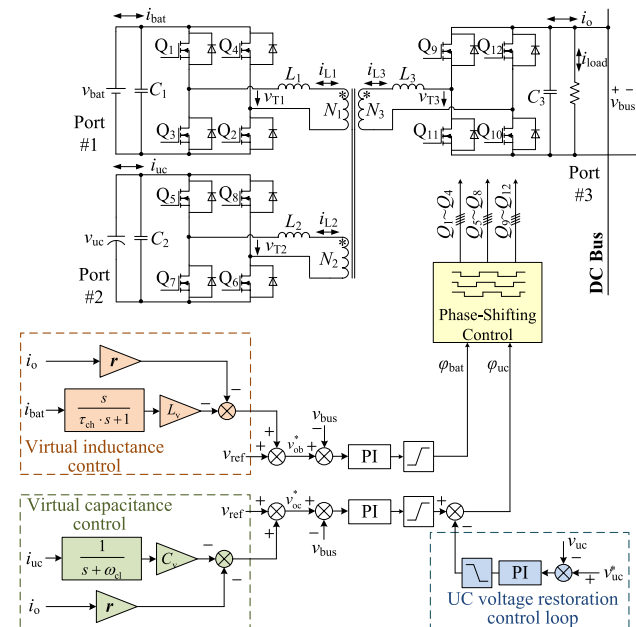 i_bat
Q_1
Q_4
v_bat
C_1
L_1
i_L1
v_T1
N_1
Q_3
Q_2
Port
#1
i_L3
L_3
N_3
v_T3
Q_9
Q_12
Q_11
Q_10
C_3
i_o
i_load
+ −
v_bus
Port
#3
DC Bus
i_uc
Q_5
Q_8
v_uc
C_2
L_2
i_L2
v_T2
N_2
Q_7
Q_6
Port
#2
Q_1~Q_4
Q_5~Q_8
Q_9~Q_12
Phase-Shifting
Control
φ_bat
φ_uc
i_o
r
−
i_bat
s
τ_ch · s+1
L_v
−
Virtual inductance
control
v_ref
+
+
v*_ob
+
v_bus
−
PI
Virtual capacitance
control
v_ref
+
+
v*_oc
+
−
v_bus
PI
+
−
i_uc
1
s + ω_cl
C_v
−
−
i_o
r
v_uc
−
PI
+
v*_uc
UC voltage restoration
control loop